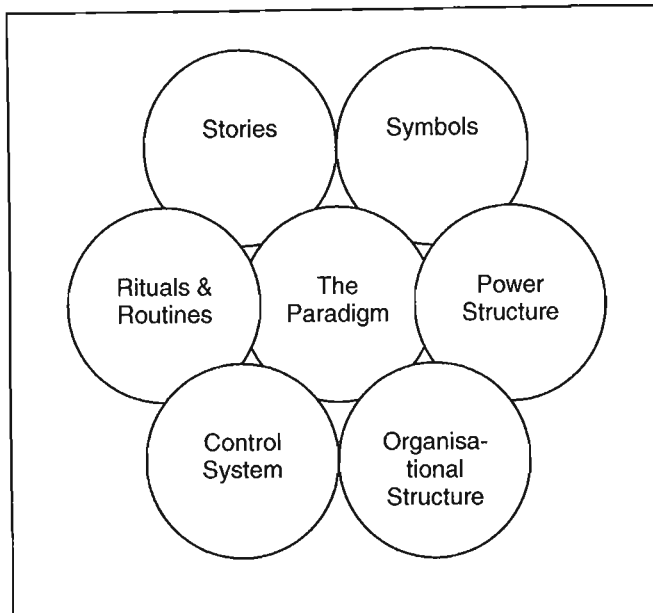 Stories
Symbols
Rituals &
Routines
The
Paradigm
Power
Structure
Control
System
Organisa-
tional
Structure